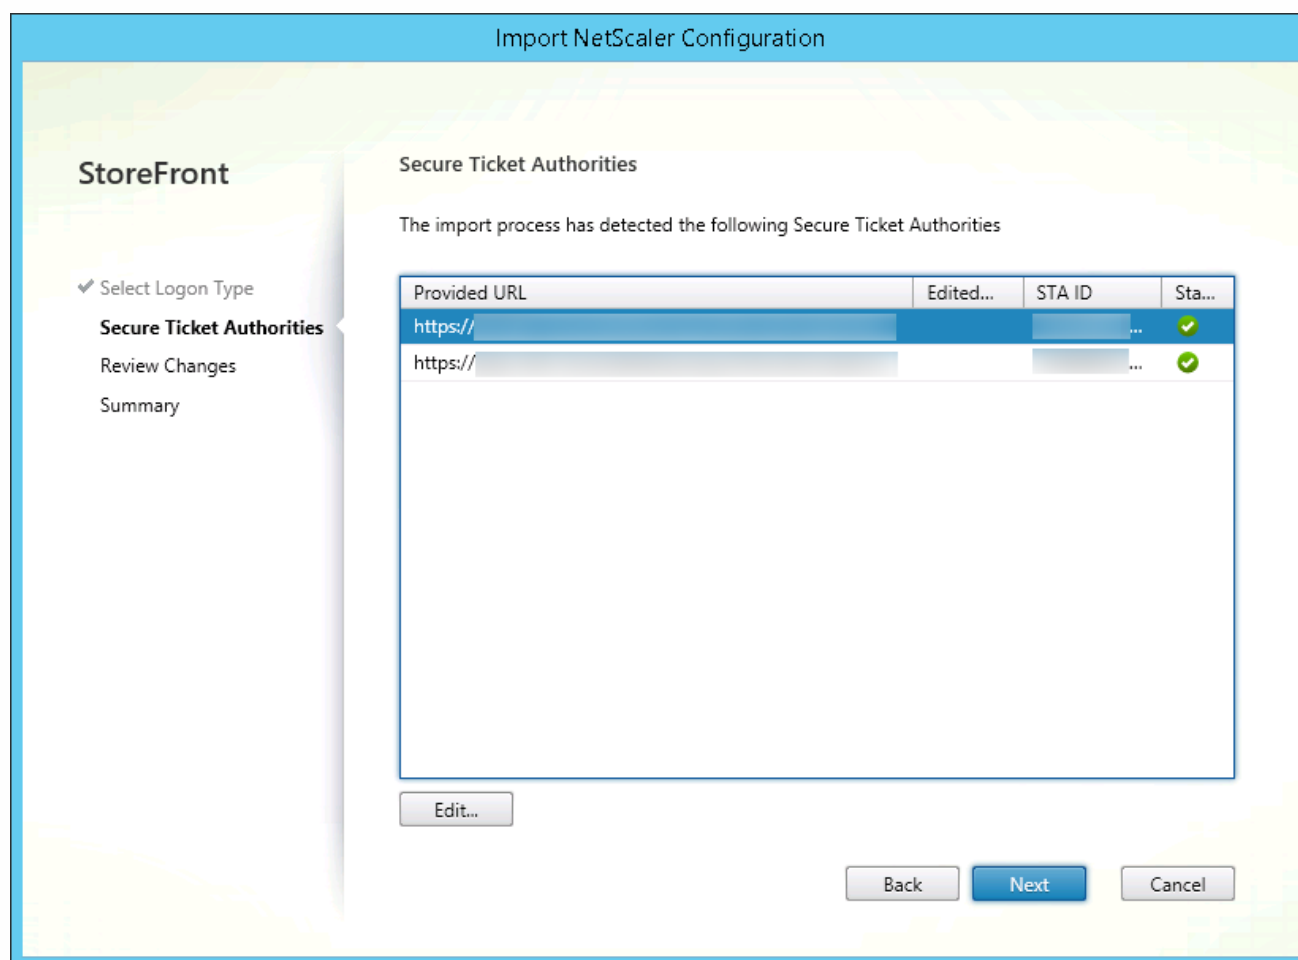 Import NetScaler Configuration
StoreFront
Select Logon Type
Secure Ticket Authorities
Review Changes
Summary
Secure Ticket Authorities
The import process has detected the following Secure Ticket Authorities
Provided URL Edited... STA ID Sta...
https:// ...
https:// ...
Edit...
Back Next Cancel